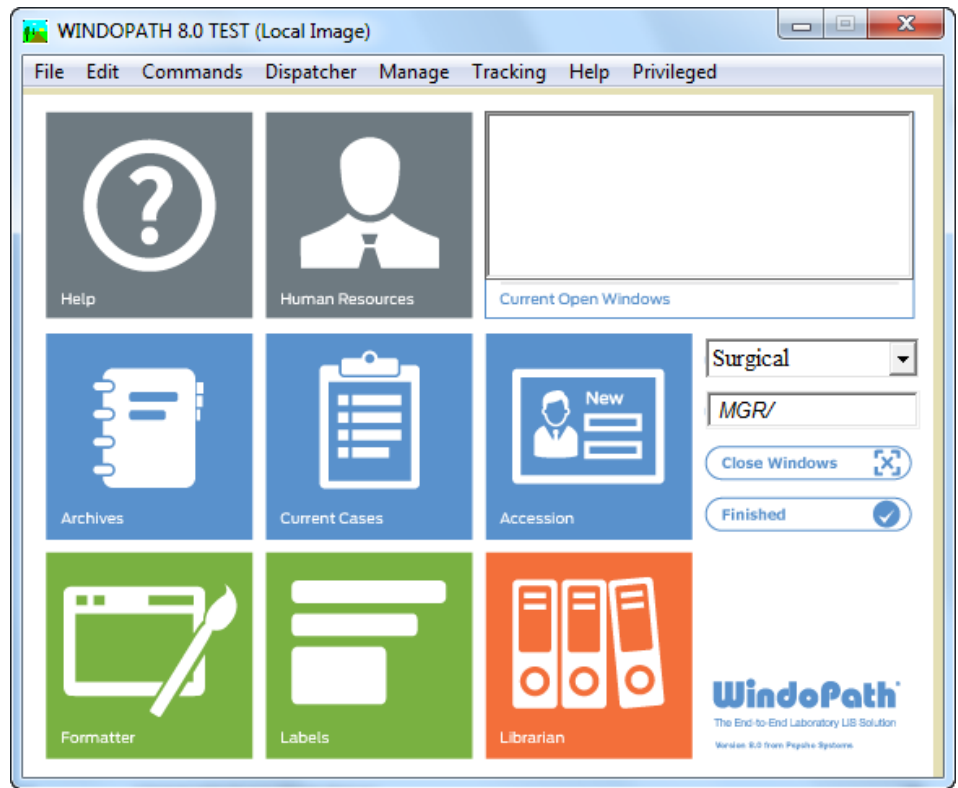 WINDOPATH 8.0 TEST (Local Image)
File Edit Commands Dispatcher Manage Tracking Help Privileged
?
Help
Human Resources
Current Open Windows
Archives
Current Cases
New
Accession
Surgical
MGR/
Close Windows
Finished
Formatter
Labels
Librarian
WindoPath
The End-to-End Laboratory LIS Solution
Version 8.0 from Psyche Systems